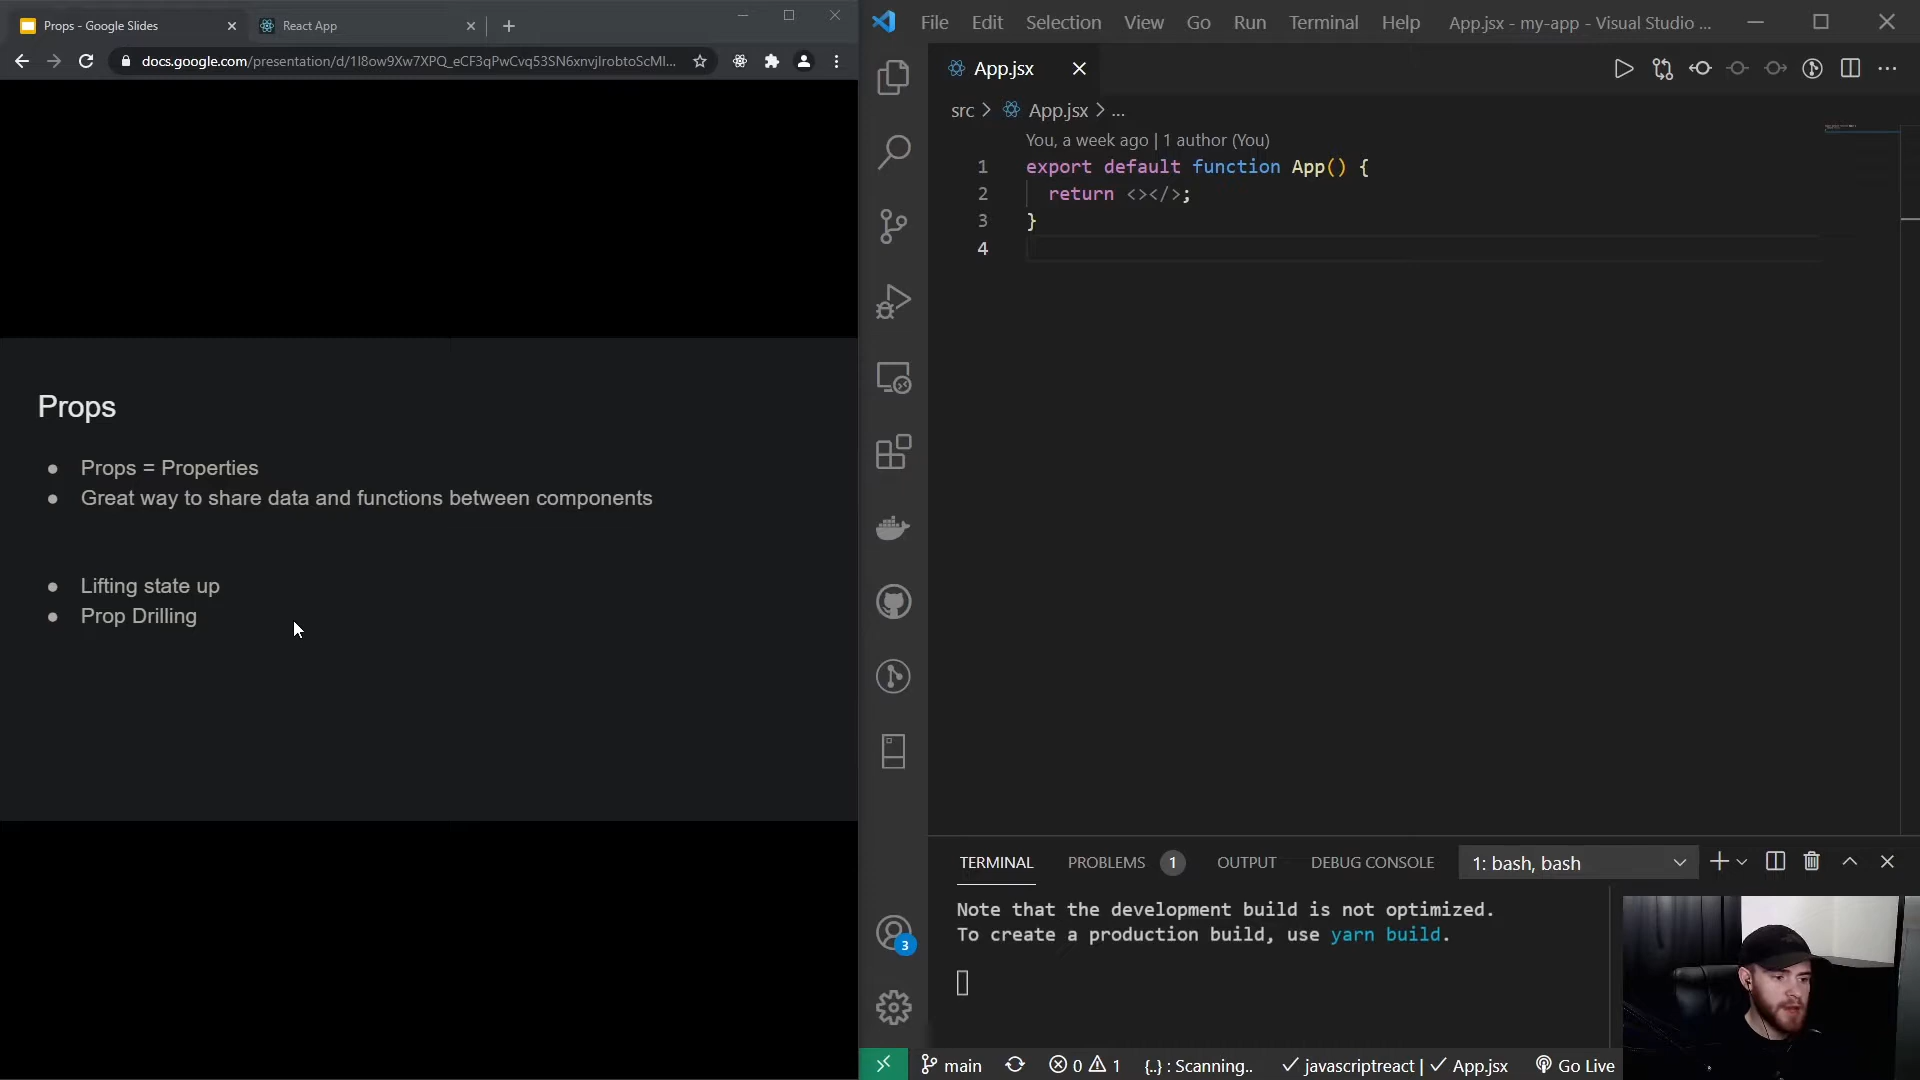 Props - Google Slides
React App
docs.google.com/presentation/d/1I8ow9Xw7XPQ_eCF3qPwCvq53SN6xnvjIrobtoScMI...
Props
Props = Properties
Great way to share data and functions between components
Lifting state up
Prop Drilling
File Edit Selection View Go Run Terminal Help App.jsx - my-app - Visual Studio ...
App.jsx
src > App.jsx > ...
You, a week ago | 1 author (You)
1 export default function App() {
2 return <></>;
3 }
4
TERMINAL PROBLEMS 1 OUTPUT DEBUG CONSOLE 1: bash, bash
Note that the development build is not optimized.
To create a production build, use yarn build.
3
main 0 1 {..} : Scanning.. javascriptreact | App.jsx Go Live